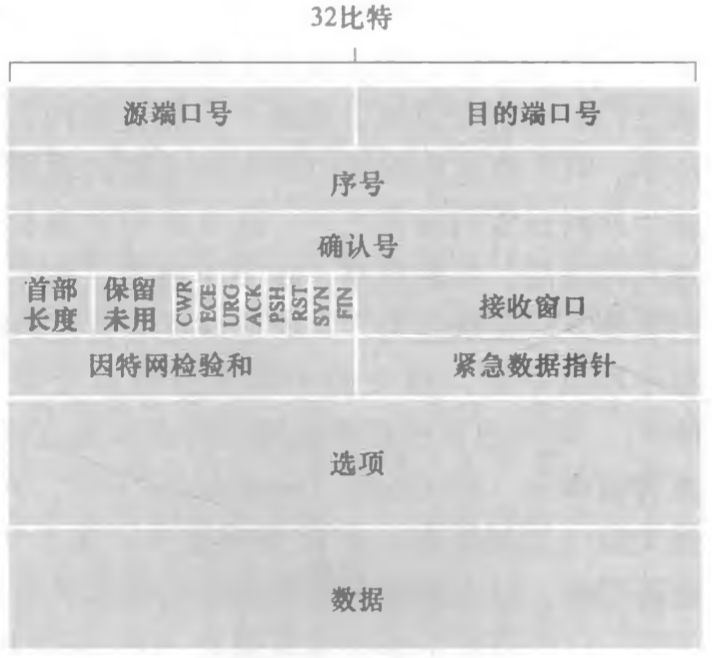 32比特
源端口号 目的端口号
序号
确认号
首部长度 保留未用 CWR ECE URG ACK PSH RST SYN FIN 接收窗口
因特网检验和 紧急数据指针
选项
数据